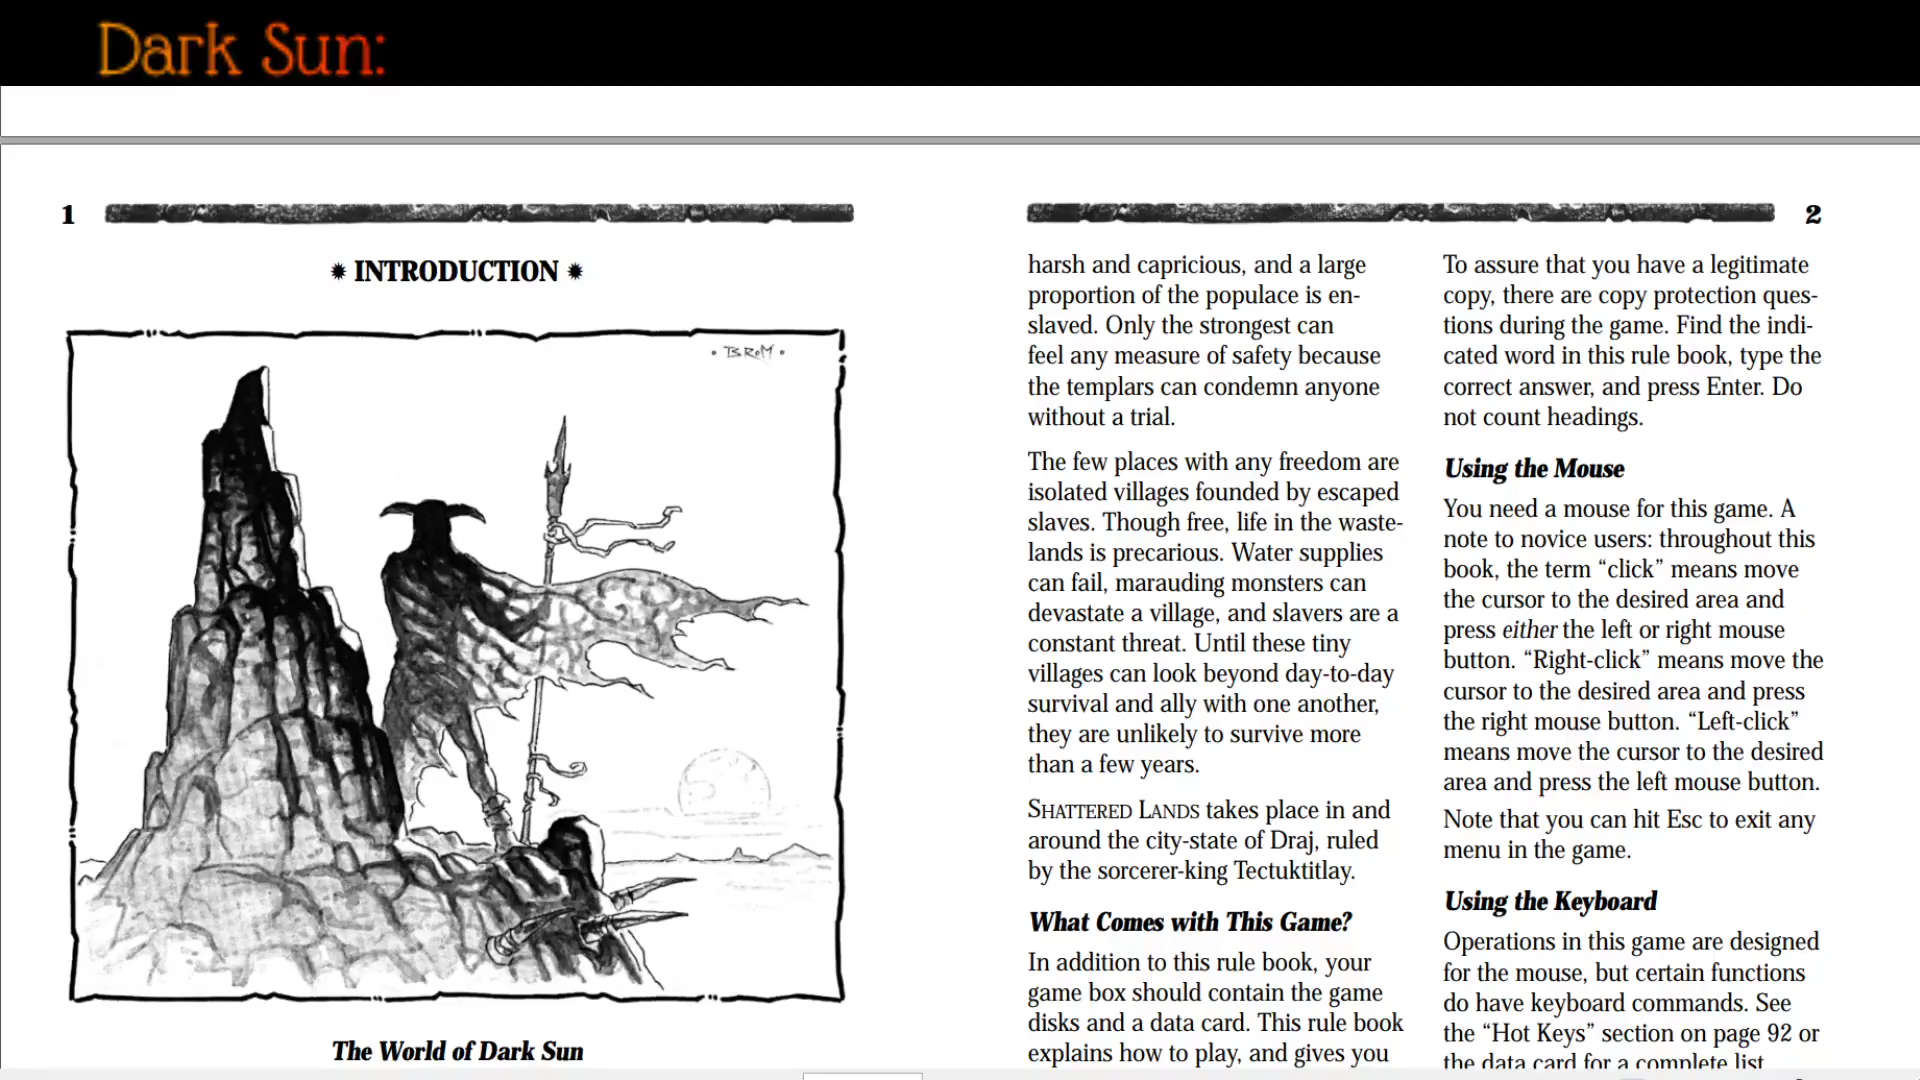 Dark Sun:
1
✹ INTRODUCTION ✹
• BROM •
The World of Dark Sun
2
harsh and capricious, and a large
proportion of the populace is en-
slaved. Only the strongest can
feel any measure of safety because
the templars can condemn anyone
without a trial.
The few places with any freedom are
isolated villages founded by escaped
slaves. Though free, life in the waste-
lands is precarious. Water supplies
can fail, marauding monsters can
devastate a village, and slavers are a
constant threat. Until these tiny
villages can look beyond day-to-day
survival and ally with one another,
they are unlikely to survive more
than a few years.
SHATTERED LANDS takes place in and
around the city-state of Draj, ruled
by the sorcerer-king Tectuktitlay.
What Comes with This Game?
In addition to this rule book, your
game box should contain the game
disks and a data card. This rule book
explains how to play, and gives you
To assure that you have a legitimate
copy, there are copy protection ques-
tions during the game. Find the indi-
cated word in this rule book, type the
correct answer, and press Enter. Do
not count headings.
Using the Mouse
You need a mouse for this game. A
note to novice users: throughout this
book, the term “click” means move
the cursor to the desired area and
press either the left or right mouse
button. “Right-click” means move the
cursor to the desired area and press
the right mouse button. “Left-click”
means move the cursor to the desired
area and press the left mouse button.
Note that you can hit Esc to exit any
menu in the game.
Using the Keyboard
Operations in this game are designed
for the mouse, but certain functions
do have keyboard commands. See
the “Hot Keys” section on page 92 or
the data card for a complete list